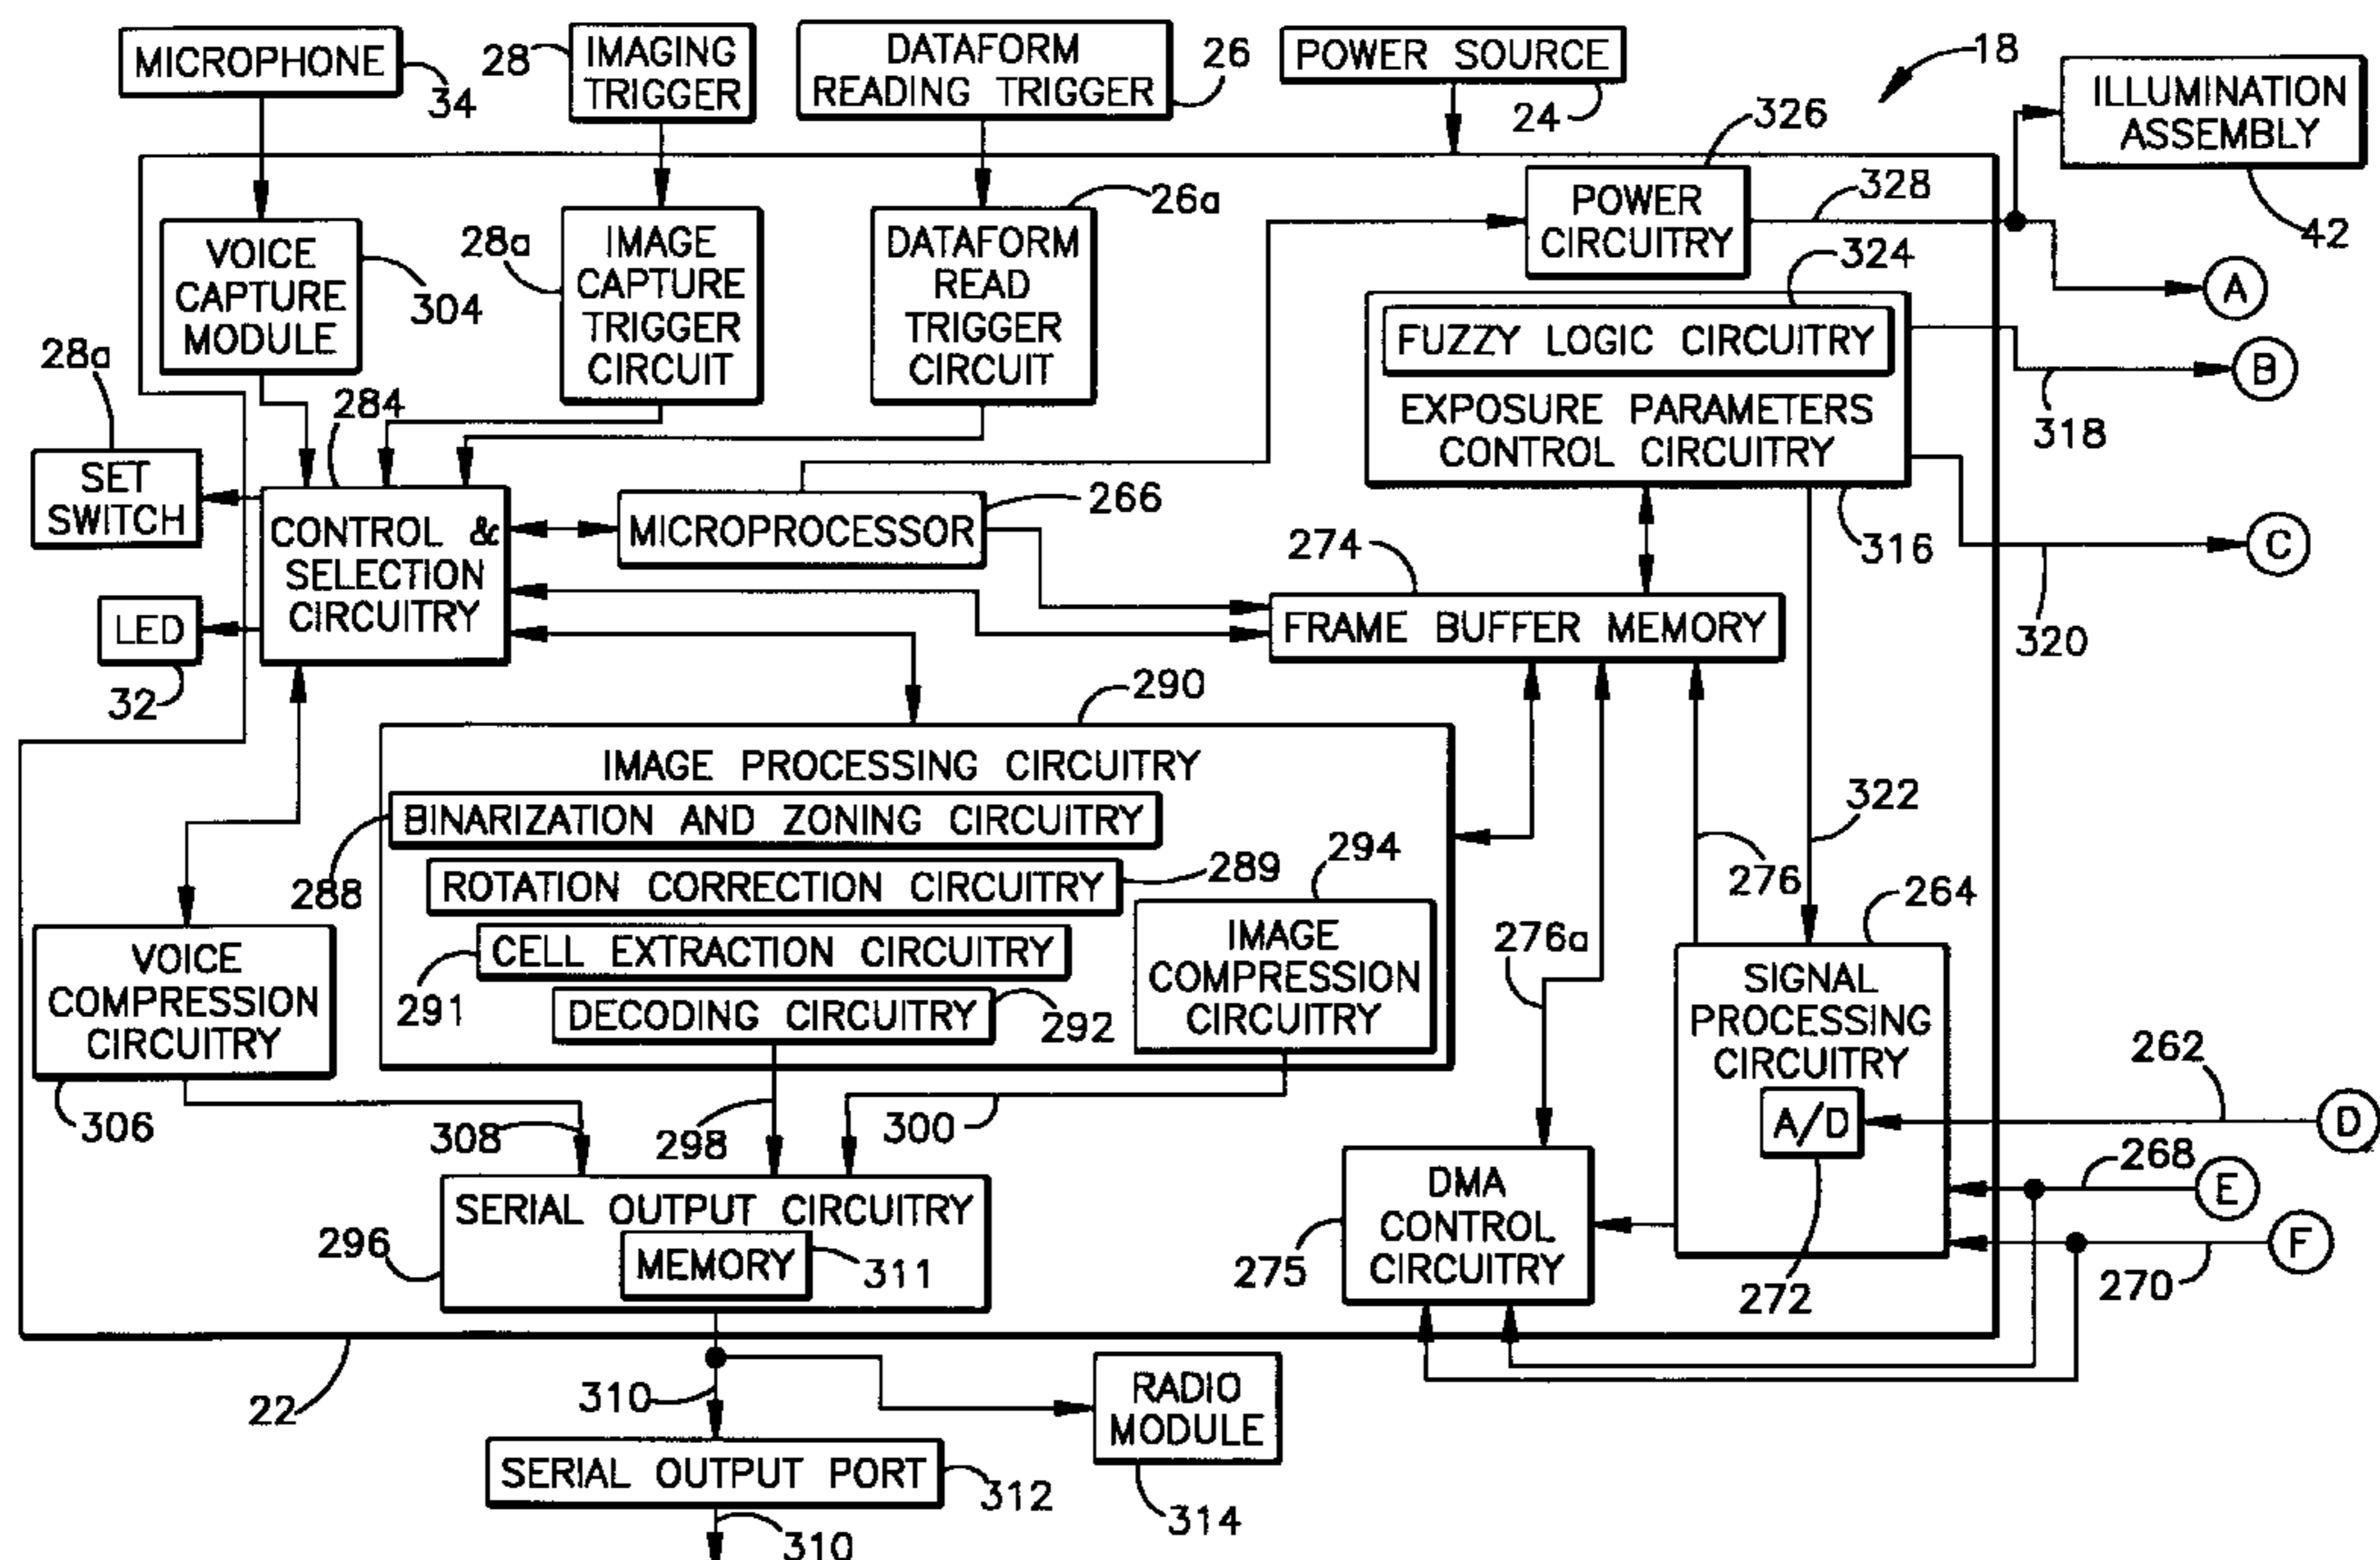 MICROPHONE
34
28
IMAGING
TRIGGER
DATAFORM
READING TRIGGER
26
POWER SOURCE
24
18
ILLUMINATION
ASSEMBLY
42
326
POWER
CIRCUITRY
328
A
VOICE
CAPTURE
MODULE
304
28a
IMAGE
CAPTURE
TRIGGER
CIRCUIT
26a
DATAFORM
READ
TRIGGER
CIRCUIT
324
FUZZY LOGIC CIRCUITRY
EXPOSURE PARAMETERS
CONTROL CIRCUITRY
316
B
318
C
320
28a
SET
SWITCH
284
CONTROL &
SELECTION
CIRCUITRY
MICROPROCESSOR
266
274
FRAME BUFFER MEMORY
LED
32
290
IMAGE PROCESSING CIRCUITRY
BINARIZATION AND ZONING CIRCUITRY
288
ROTATION CORRECTION CIRCUITRY
289
CELL EXTRACTION CIRCUITRY
291
DECODING CIRCUITRY
292
294
IMAGE
COMPRESSION
CIRCUITRY
276a
276
322
264
SIGNAL
PROCESSING
CIRCUITRY
A/D
272
262
D
268
E
270
F
VOICE
COMPRESSION
CIRCUITRY
306
308
298
300
SERIAL OUTPUT CIRCUITRY
MEMORY
311
296
DMA
CONTROL
CIRCUITRY
275
22
310
RADIO
MODULE
314
SERIAL OUTPUT PORT
312
310